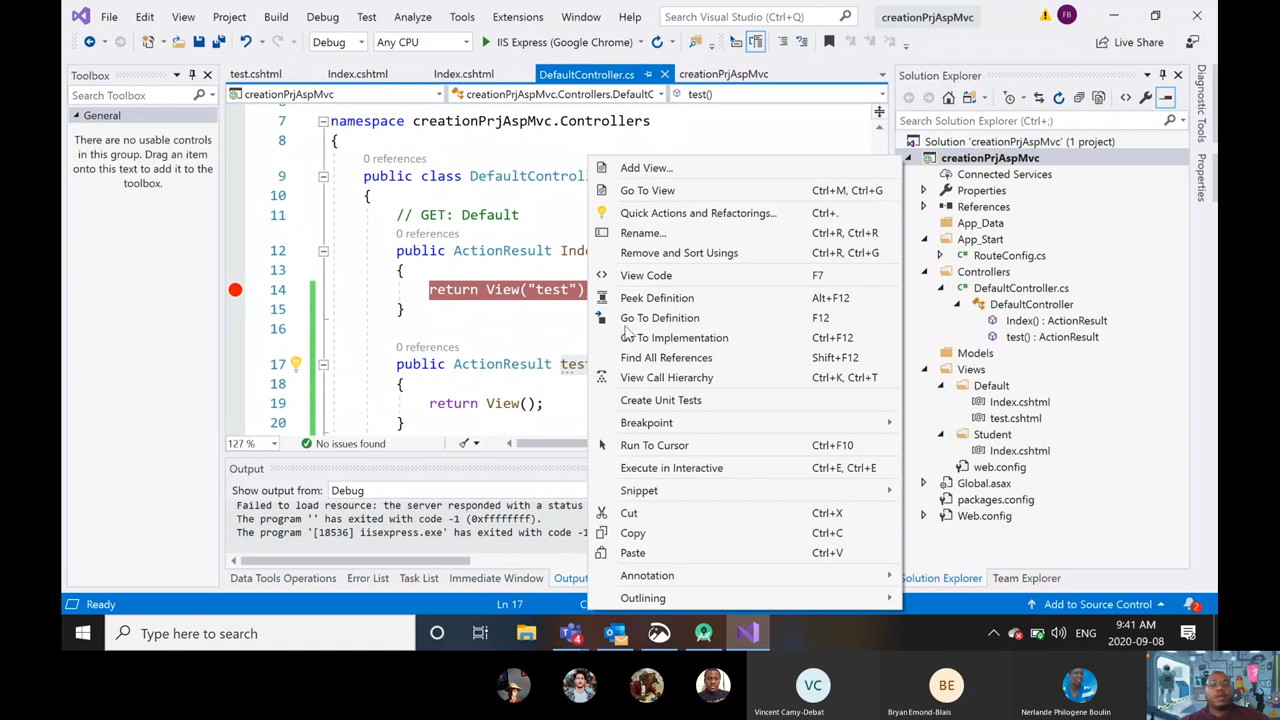 File Edit View Project Build Debug Test Analyze Tools Extensions Window Help Search Visual Studio (Ctrl+Q) creationPrjAspMvc FB
Debug Any CPU IIS Express (Google Chrome) Live Share
Toolbox
Search Toolbox
General
There are no usable controls
in this group. Drag an item
onto this text to add it to the
toolbox.
test.cshtml Index.cshtml Index.cshtml DefaultController.cs creationPrjAspMvc
creationPrjAspMvc creationPrjAspMvc.Controllers.DefaultC test()
7 namespace creationPrjAspMvc.Controllers
8 {
0 references
9 public class DefaultContro
10 {
11 // GET: Default
0 references
12 public ActionResult Inde
13 {
14 return View("test")
15 }
16
0 references
17 public ActionResult tes
18 {
19 return View();
20 }
127 % No issues found
Add View...
Go To View Ctrl+M, Ctrl+G
Quick Actions and Refactorings... Ctrl+.
Rename... Ctrl+R, Ctrl+R
Remove and Sort Usings Ctrl+R, Ctrl+G
View Code F7
Peek Definition Alt+F12
Go To Definition F12
Go To Implementation Ctrl+F12
Find All References Shift+F12
View Call Hierarchy Ctrl+K, Ctrl+T
Create Unit Tests
Breakpoint
Run To Cursor Ctrl+F10
Execute in Interactive Ctrl+E, Ctrl+E
Snippet
Cut Ctrl+X
Copy Ctrl+C
Paste Ctrl+V
Annotation
Outlining
Output
Show output from: Debug
Failed to load resource: the server responded with a status
The program '' has exited with code -1 (0xffffffff).
The program '[18536] iisexpress.exe' has exited with code -1
Data Tools Operations Error List Task List Immediate Window Outpu
Solution Explorer
Search Solution Explorer (Ctrl+;)
Solution 'creationPrjAspMvc' (1 project)
creationPrjAspMvc
Connected Services
Properties
References
App_Data
App_Start
RouteConfig.cs
Controllers
DefaultController.cs
DefaultController
Index() : ActionResult
test() : ActionResult
Models
Views
Default
Index.cshtml
test.cshtml
Student
Index.cshtml
web.config
Global.asax
packages.config
Web.config
Solution Explorer Team Explorer
Diagnostic Tools
Properties
Ready Ln 17 Add to Source Control 2
Type here to search 4 ENG 9:41 AM
2020-09-08
VC BE
Vincent Camy-Debat Bryan Emond-Blais Nerlande Philogene Boulin